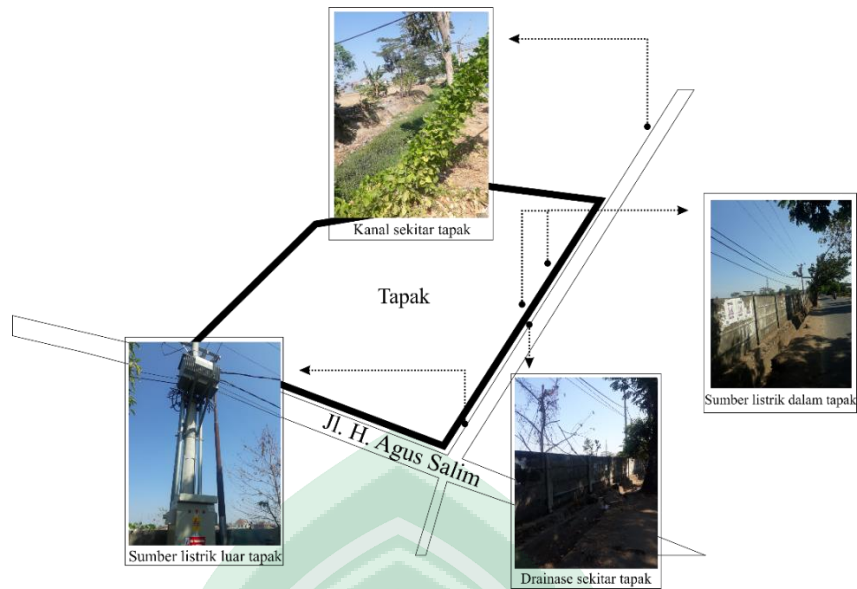 Kanal sekitar tapak
Tapak
Sumber listrik dalam tapak
Jl. H. Agus Salim
Sumber listrik luar tapak
Drainase sekitar tapak